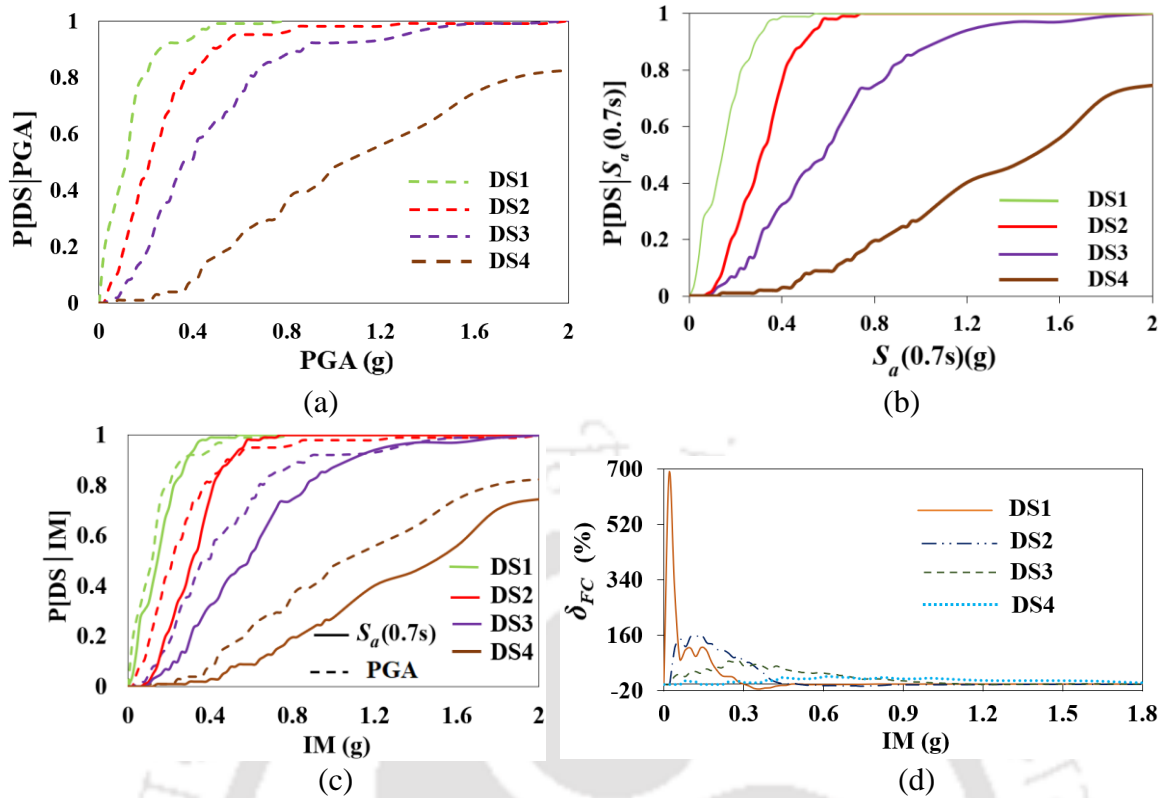 1
0.8
0.6
0.4
0.2
0
P[DS|PGA]
DS1
DS2
DS3
DS4
0 0.4 0.8 1.2 1.6 2
PGA (g)
(a)
1
0.8
0.6
0.4
0.2
0
P[DS|Sa(0.7s)]
DS1
DS2
DS3
DS4
0 0.4 0.8 1.2 1.6 2
Sa(0.7s)(g)
(b)
1
0.8
0.6
0.4
0.2
0
P[DS | IM]
DS1
DS2
DS3
DS4
Sa(0.7s)
PGA
0 0.4 0.8 1.2 1.6 2
IM (g)
(c)
700
520
340
160
-20
δFC (%)
DS1
DS2
DS3
DS4
0.0 0.3 0.6 0.9 1.2 1.5 1.8
IM (g)
(d)